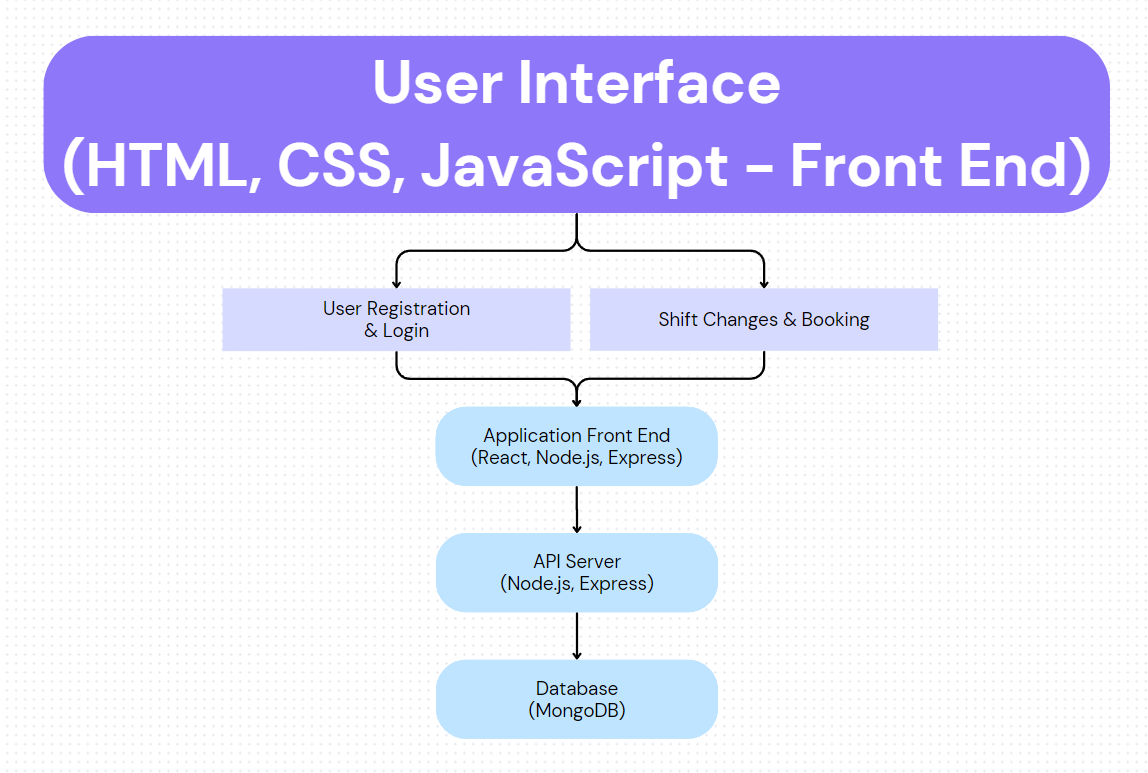 User Interface
(HTML, CSS, JavaScript - Front End)
User Registration
& Login
Shift Changes & Booking
Application Front End
(React, Node.js, Express)
API Server
(Node.js, Express)
Database
(MongoDB)